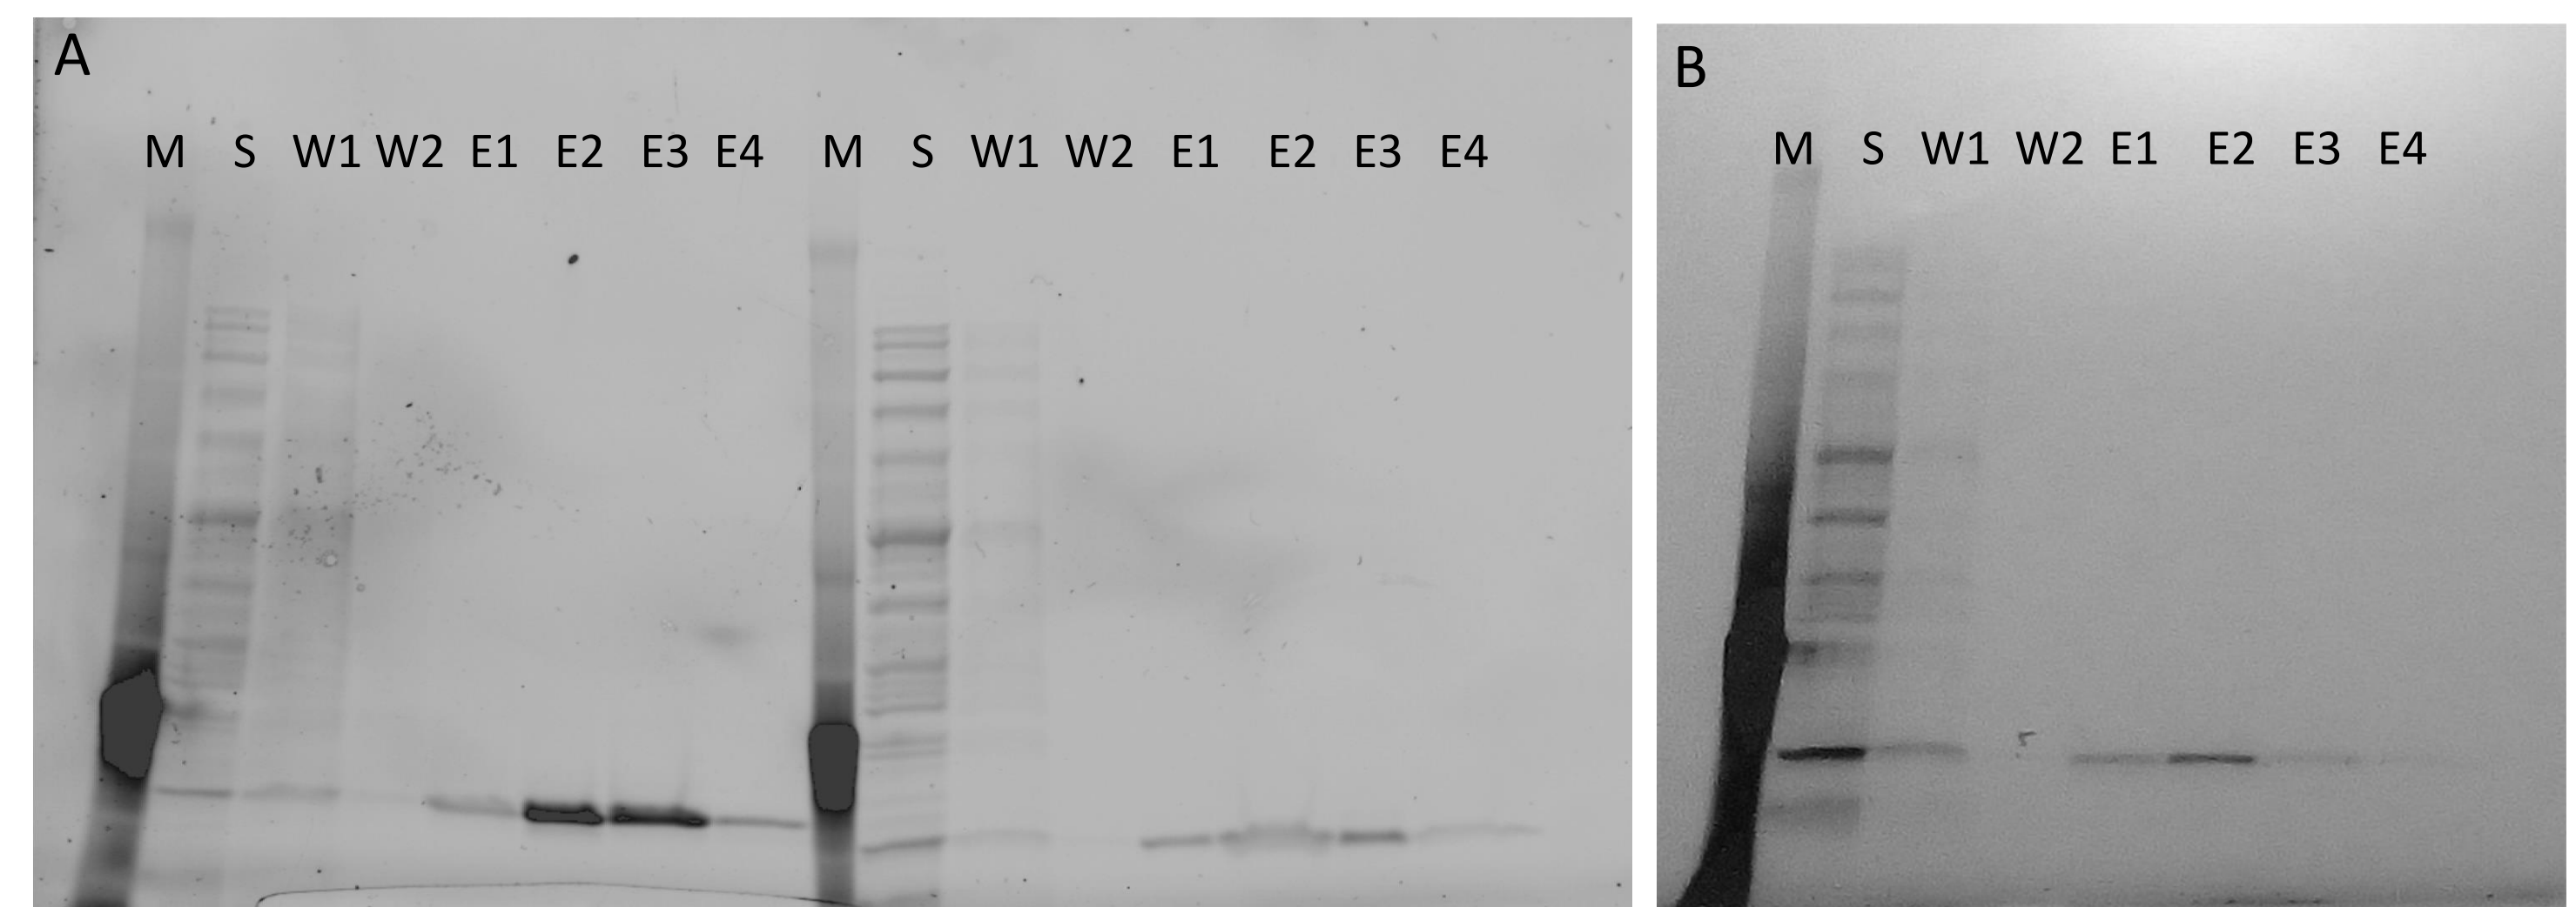 A
M S W1 W2 E1 E2 E3 E4 M S W1 W2 E1 E2 E3 E4
B
M S W1 W2 E1 E2 E3 E4